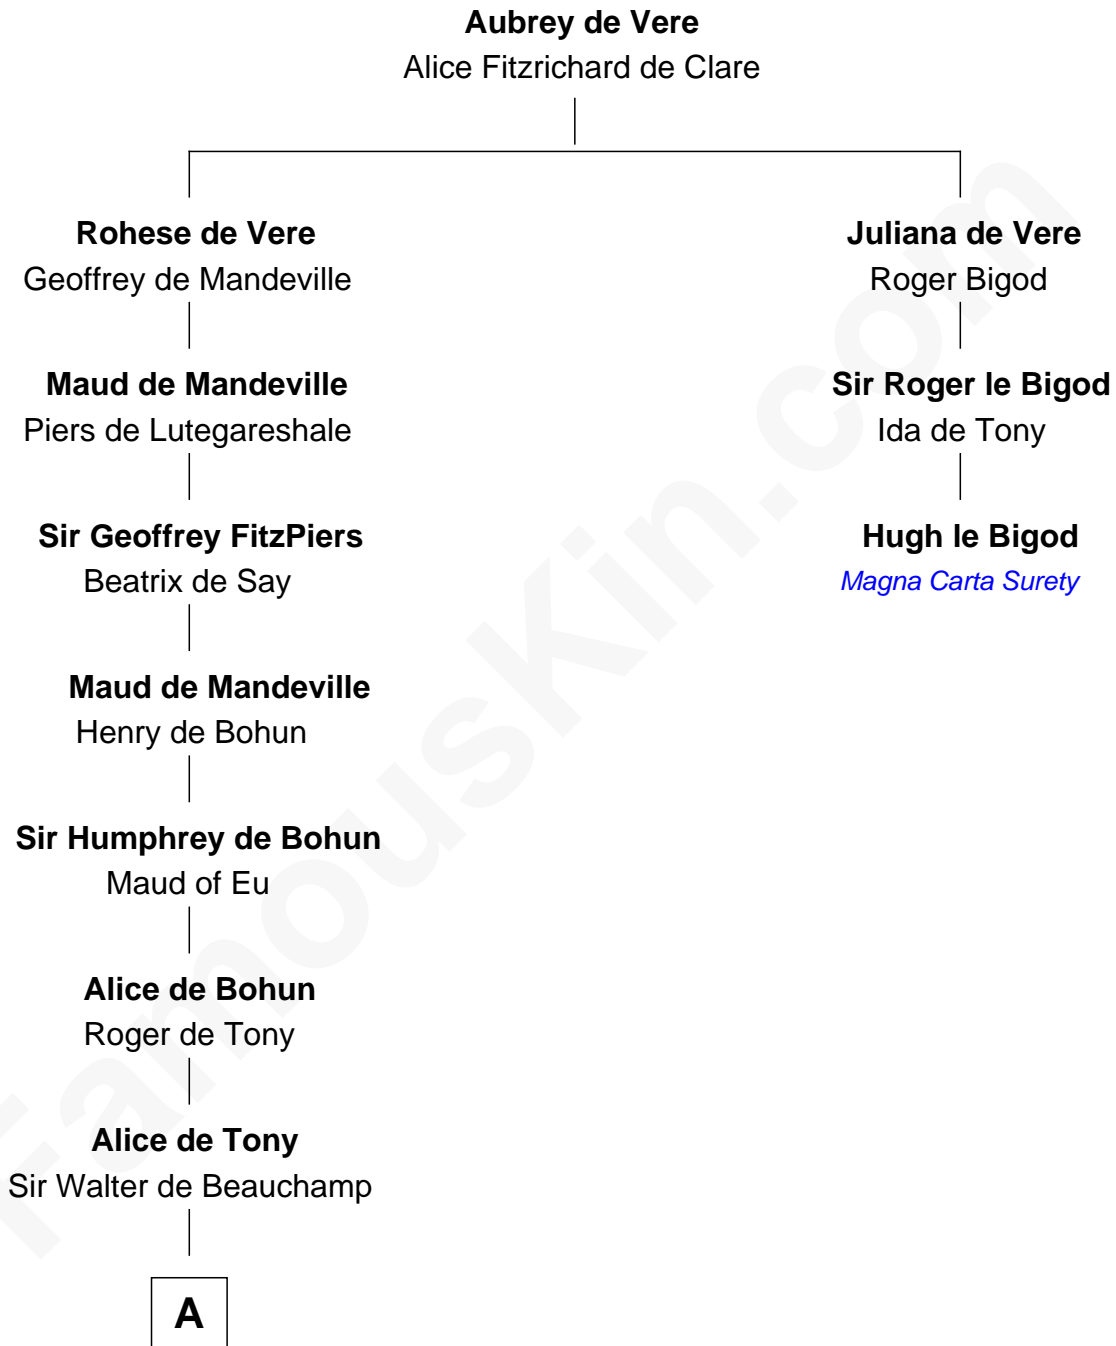 Aubrey de Vere
Alice Fitzrichard de Clare
Rohese de Vere
Geoffrey de Mandeville
Juliana de Vere
Roger Bigod
Maud de Mandeville
Piers de Lutegareshale
Sir Roger le Bigod
Ida de Tony
Sir Geoffrey FitzPiers
Beatrix de Say
Hugh le Bigod
Magna Carta Surety
Maud de Mandeville
Henry de Bohun
Sir Humphrey de Bohun
Maud of Eu
Alice de Bohun
Roger de Tony
Alice de Tony
Sir Walter de Beauchamp
A
FamousKin.com